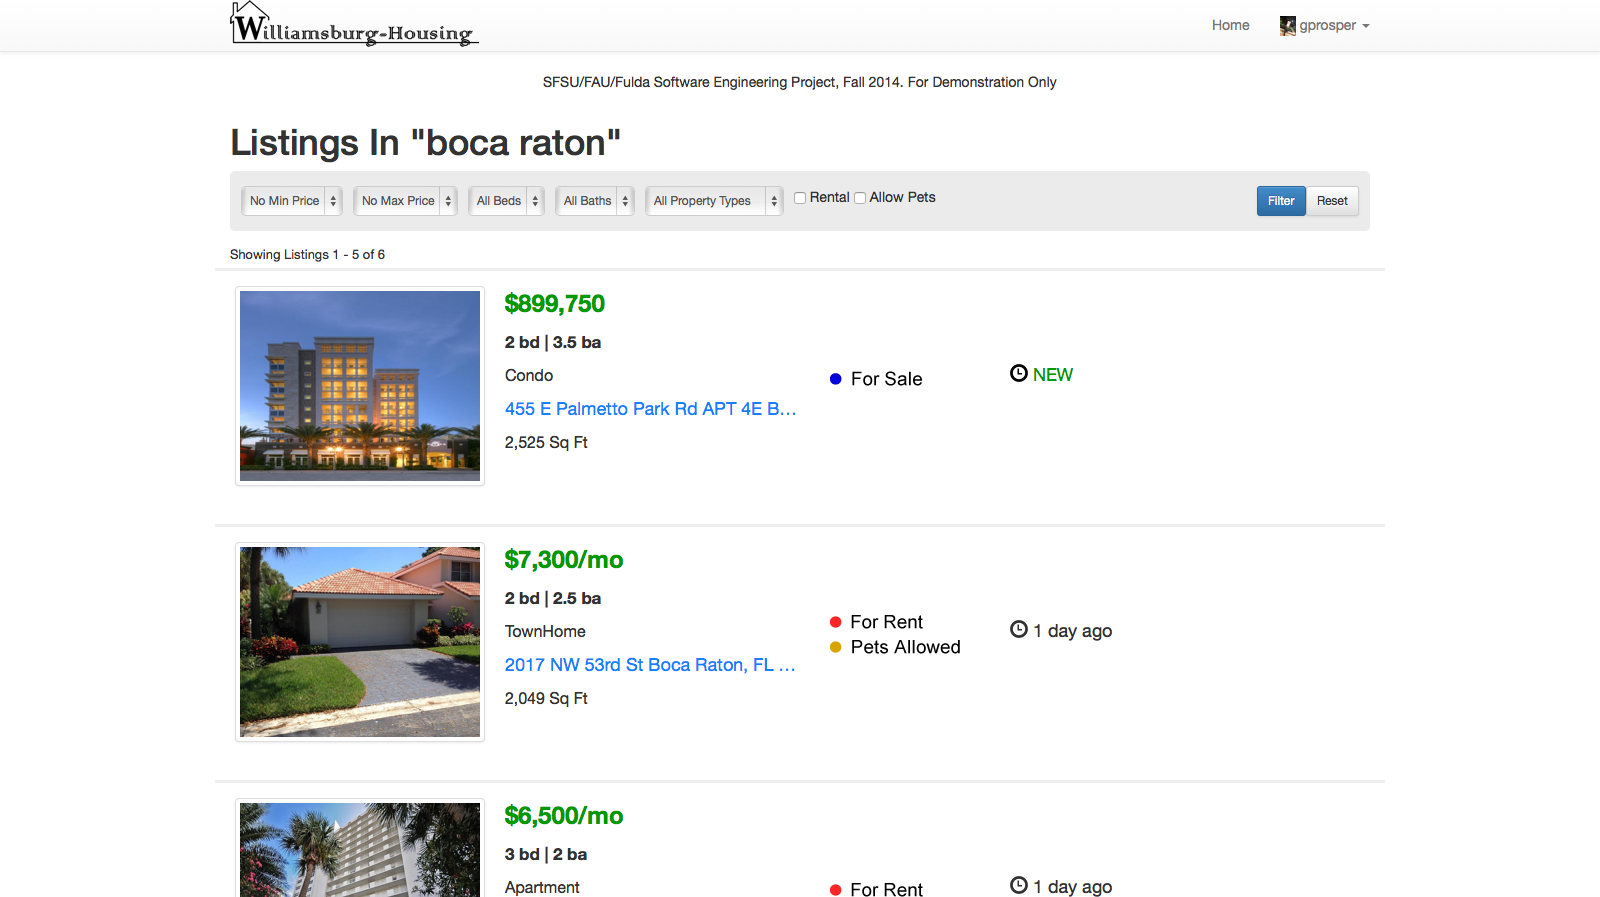 Williamsburg-Housing
Home
gprosper
SFSU/FAU/Fulda Software Engineering Project, Fall 2014. For Demonstration Only
Listings In "boca raton"
No Min Price
No Max Price
All Beds
All Baths
All Property Types
Rental
Allow Pets
Filter
Reset
Showing Listings 1 - 5 of 6
$899,750
2 bd | 3.5 ba
Condo
455 E Palmetto Park Rd APT 4E B...
2,525 Sq Ft
For Sale
NEW
$7,300/mo
2 bd | 2.5 ba
TownHome
2017 NW 53rd St Boca Raton, FL ...
2,049 Sq Ft
For Rent
Pets Allowed
1 day ago
$6,500/mo
3 bd | 2 ba
Apartment
For Rent
1 day ago